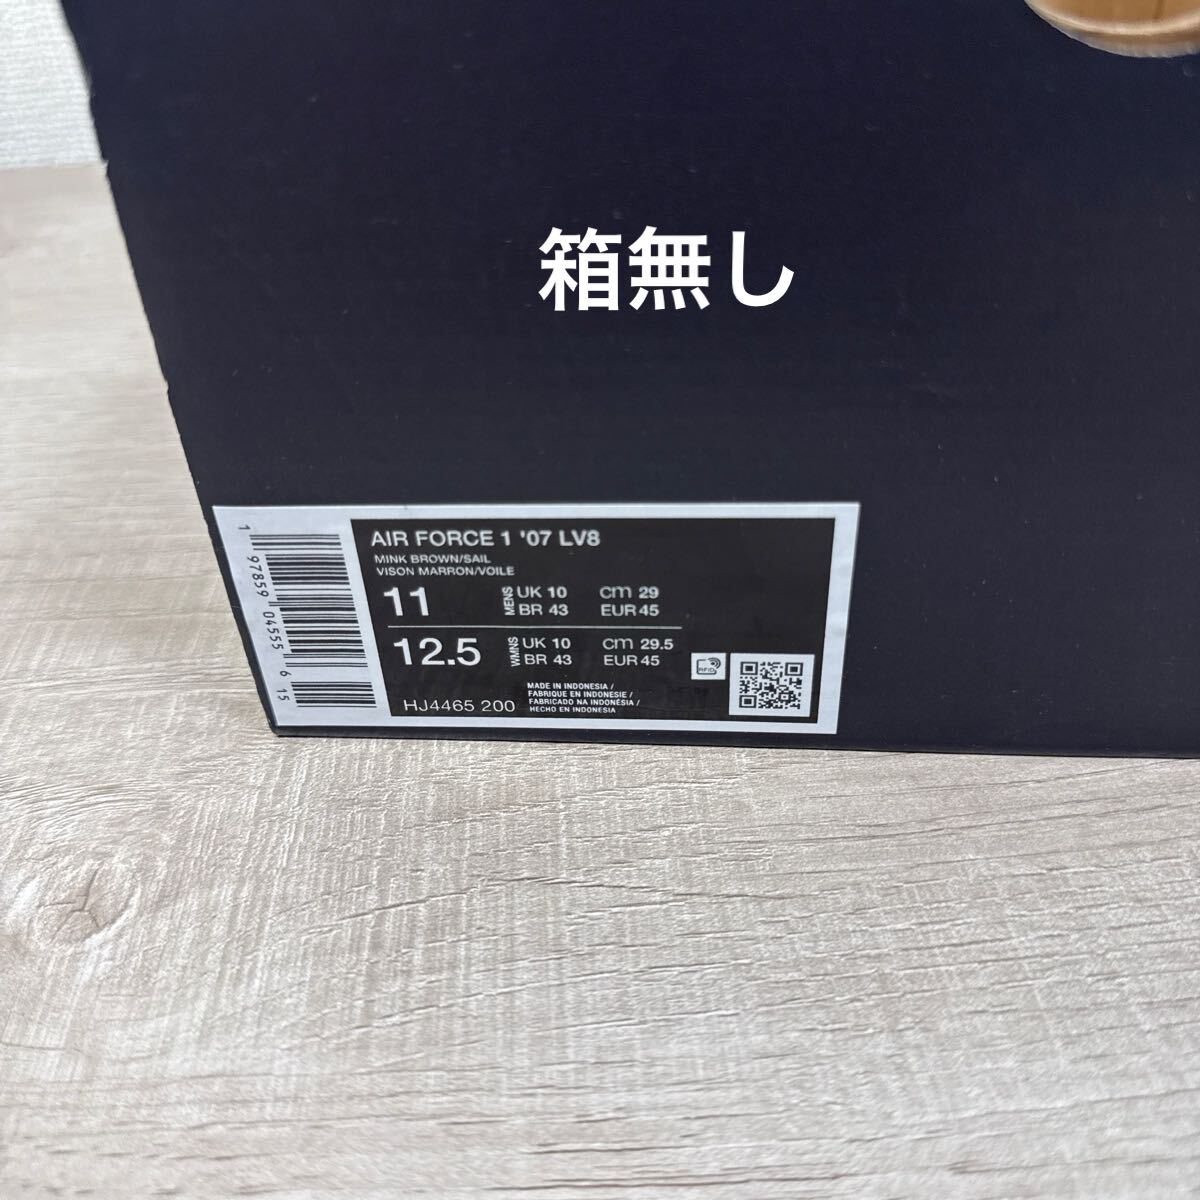 箱無し
AIR FORCE 1 '07 LV8
MINK BROWN/SAIL
VISON MARRON/VOILE
11 MENS UK 10 cm 29
BR 43 EUR 45
12.5 WMNS UK 10 cm 29.5
BR 43 EUR 45
RFID
HJ4465 200
MADE IN INDONESIA /
FABRIQUE EN INDONESIE /
FABRICADO NA INDONÉSIA /
HECHO EN INDONESIA
1 97859 04555 6 15